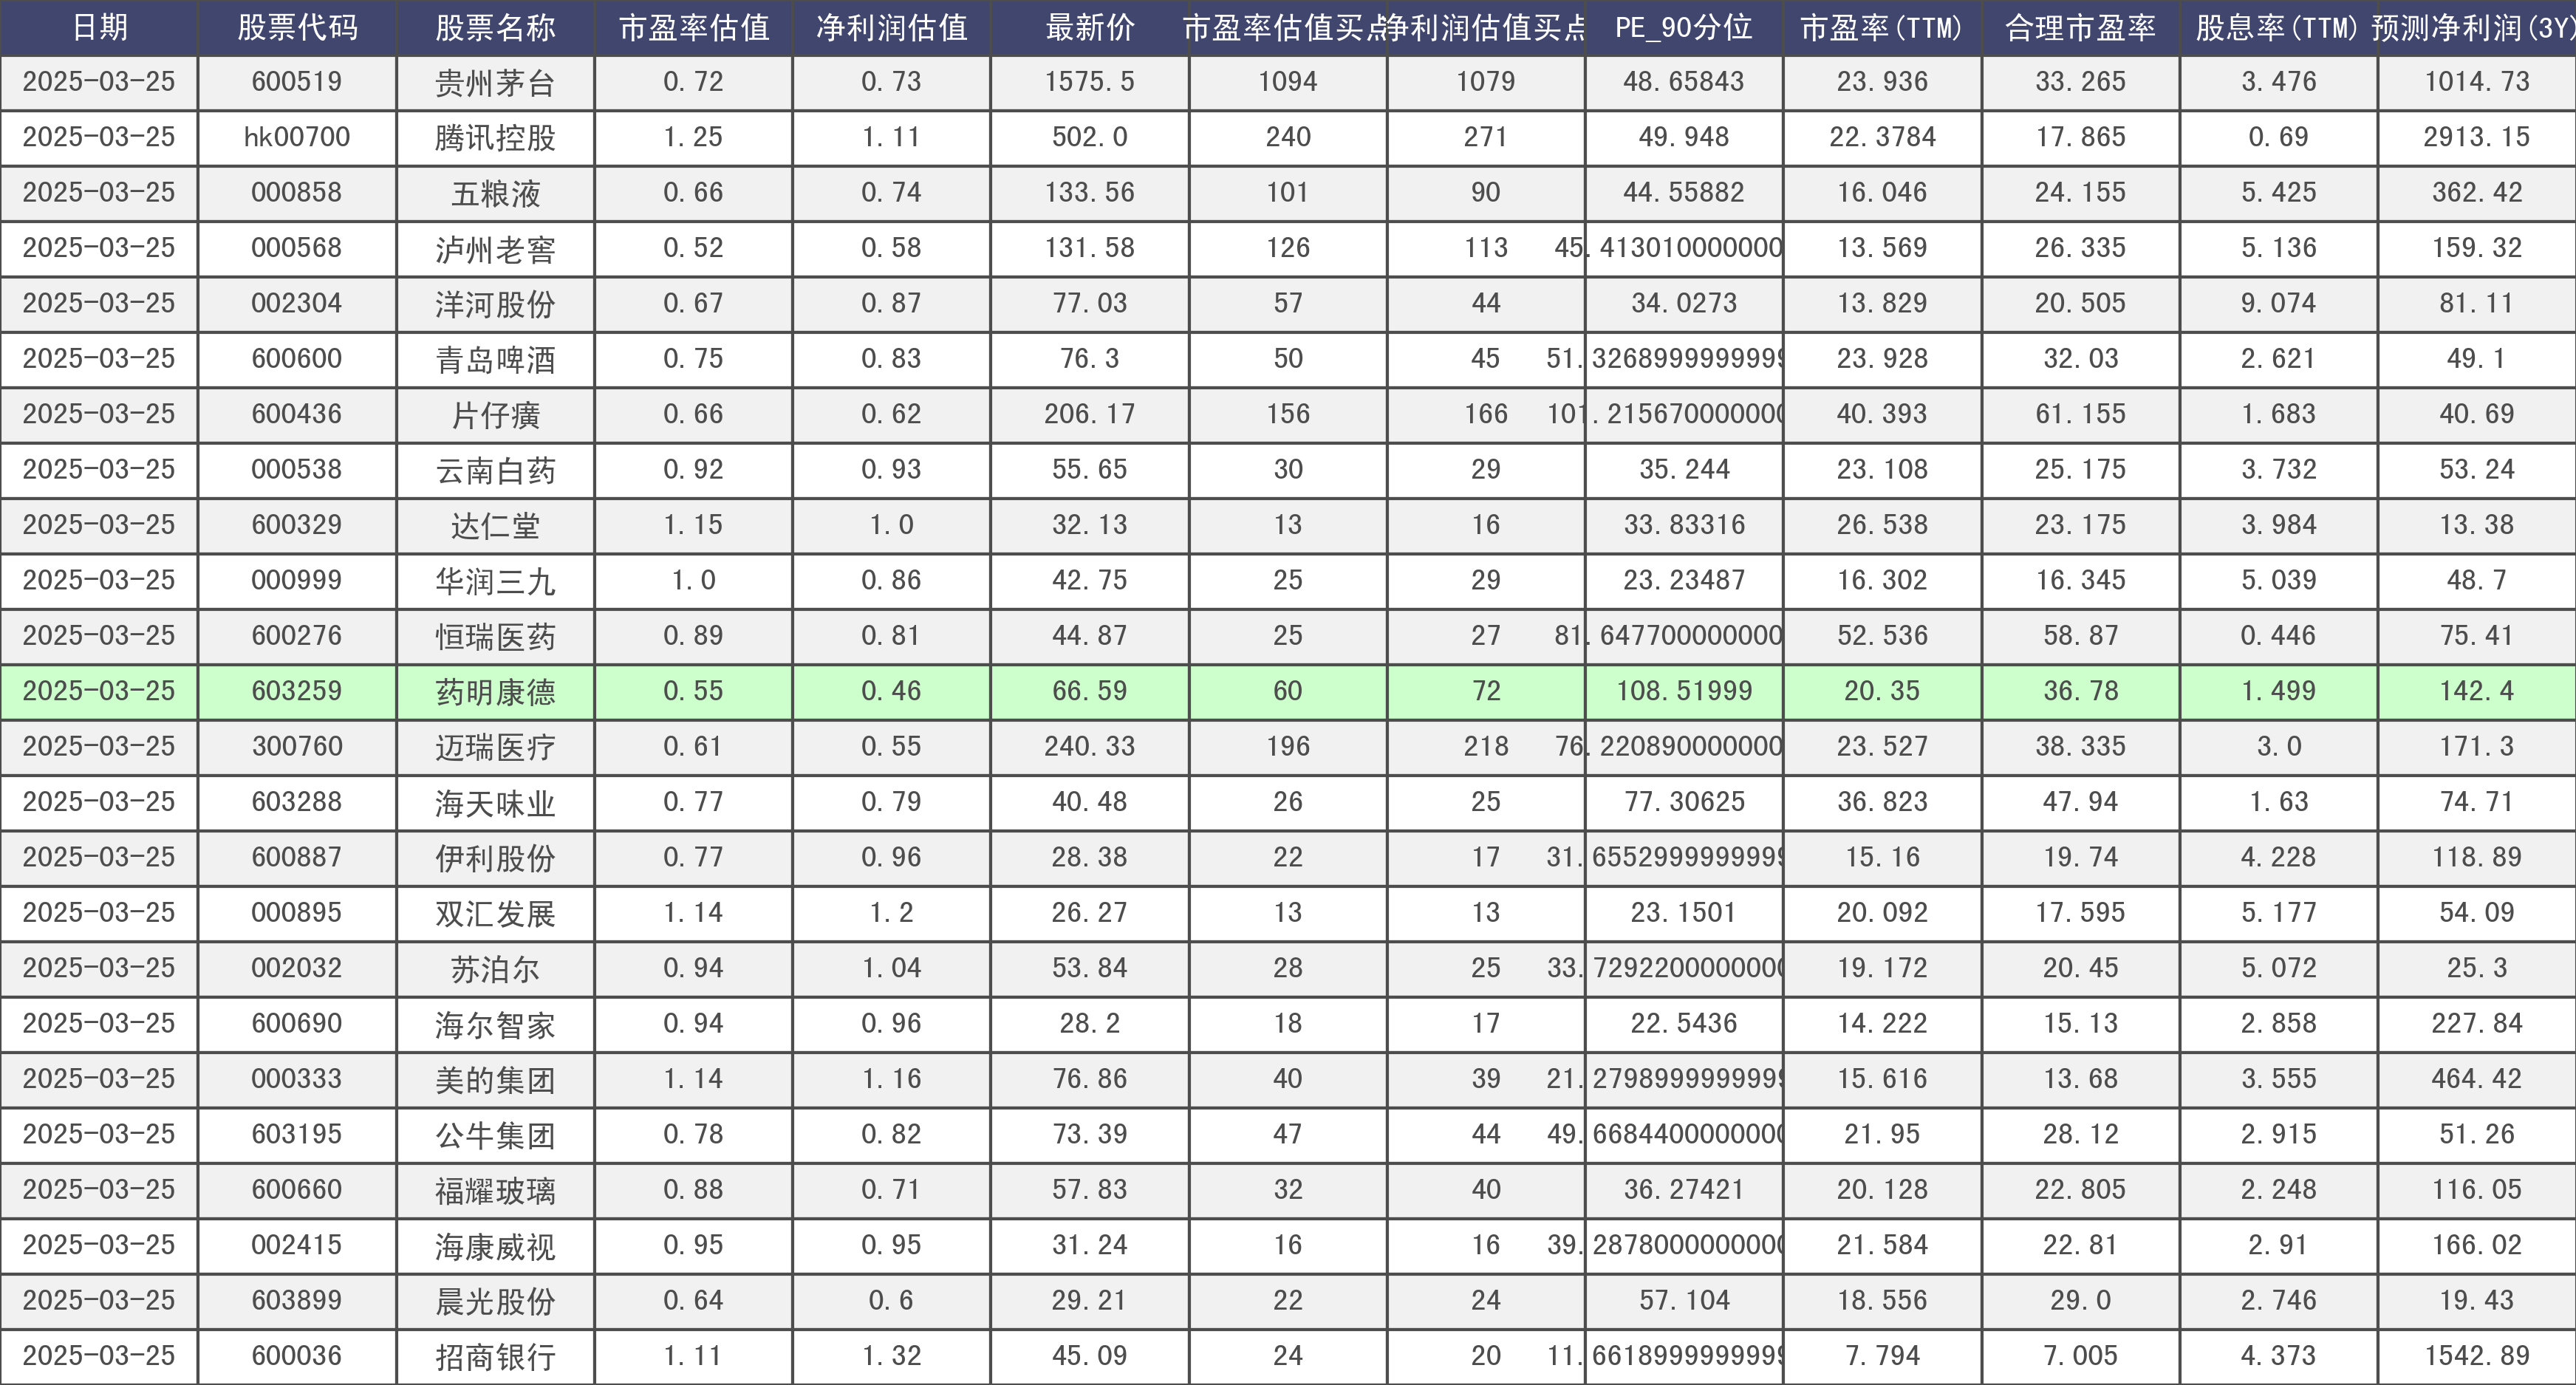 日期 股票代码 股票名称 市盈率估值 净利润估值 最新价 市盈率估值买点 净利润估值买点 PE_90分位 市盈率(TTM) 合理市盈率 股息率(TTM) 预测净利润(3Y)
2025-03-25 600519 贵州茅台 0.72 0.73 1575.5 1094 1079 48.65843 23.936 33.265 3.476 1014.73
2025-03-25 hk00700 腾讯控股 1.25 1.11 502.0 240 271 49.948 22.3784 17.865 0.69 2913.15
2025-03-25 000858 五粮液 0.66 0.74 133.56 101 90 44.55882 16.046 24.155 5.425 362.42
2025-03-25 000568 泸州老窖 0.52 0.58 131.58 126 113 45.413010000000 13.569 26.335 5.136 159.32
2025-03-25 002304 洋河股份 0.67 0.87 77.03 57 44 34.0273 13.829 20.505 9.074 81.11
2025-03-25 600600 青岛啤酒 0.75 0.83 76.3 50 45 51.3268999999999 23.928 32.03 2.621 49.1
2025-03-25 600436 片仔癀 0.66 0.62 206.17 156 166 101.215670000000 40.393 61.155 1.683 40.69
2025-03-25 000538 云南白药 0.92 0.93 55.65 30 29 35.244 23.108 25.175 3.732 53.24
2025-03-25 600329 达仁堂 1.15 1.0 32.13 13 16 33.83316 26.538 23.175 3.984 13.38
2025-03-25 000999 华润三九 1.0 0.86 42.75 25 29 23.23487 16.302 16.345 5.039 48.7
2025-03-25 600276 恒瑞医药 0.89 0.81 44.87 25 27 81.647700000000 52.536 58.87 0.446 75.41
2025-03-25 603259 药明康德 0.55 0.46 66.59 60 72 108.51999 20.35 36.78 1.499 142.4
2025-03-25 300760 迈瑞医疗 0.61 0.55 240.33 196 218 76.220890000000 23.527 38.335 3.0 171.3
2025-03-25 603288 海天味业 0.77 0.79 40.48 26 25 77.30625 36.823 47.94 1.63 74.71
2025-03-25 600887 伊利股份 0.77 0.96 28.38 22 17 31.6552999999999 15.16 19.74 4.228 118.89
2025-03-25 000895 双汇发展 1.14 1.2 26.27 13 13 23.1501 20.092 17.595 5.177 54.09
2025-03-25 002032 苏泊尔 0.94 1.04 53.84 28 25 33.7292200000000 19.172 20.45 5.072 25.3
2025-03-25 600690 海尔智家 0.94 0.96 28.2 18 17 22.5436 14.222 15.13 2.858 227.84
2025-03-25 000333 美的集团 1.14 1.16 76.86 40 39 21.2798999999999 15.616 13.68 3.555 464.42
2025-03-25 603195 公牛集团 0.78 0.82 73.39 47 44 49.6684400000000 21.95 28.12 2.915 51.26
2025-03-25 600660 福耀玻璃 0.88 0.71 57.83 32 40 36.27421 20.128 22.805 2.248 116.05
2025-03-25 002415 海康威视 0.95 0.95 31.24 16 16 39.2878000000000 21.584 22.81 2.91 166.02
2025-03-25 603899 晨光股份 0.64 0.6 29.21 22 24 57.104 18.556 29.0 2.746 19.43
2025-03-25 600036 招商银行 1.11 1.32 45.09 24 20 11.6618999999999 7.794 7.005 4.373 1542.89